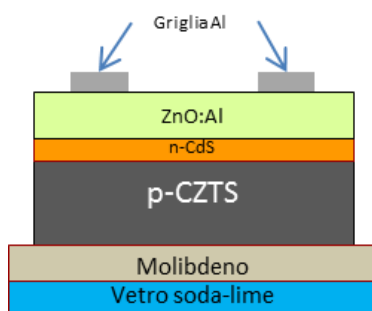 Griglia Al
ZnO:Al
n-CdS
p-CZTS
Molibdeno
Vetro soda-lime